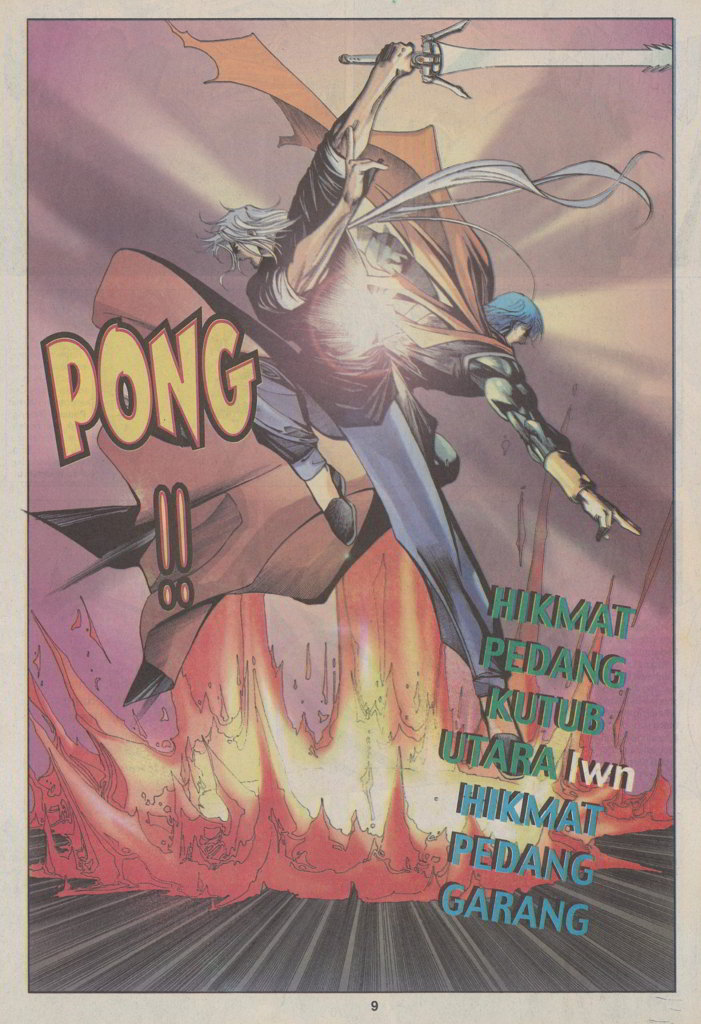 PONG
!!
HIKMAT
PEDANG
KUTUB
UTARA lwn
HIKMAT
PEDANG
GARANG
9